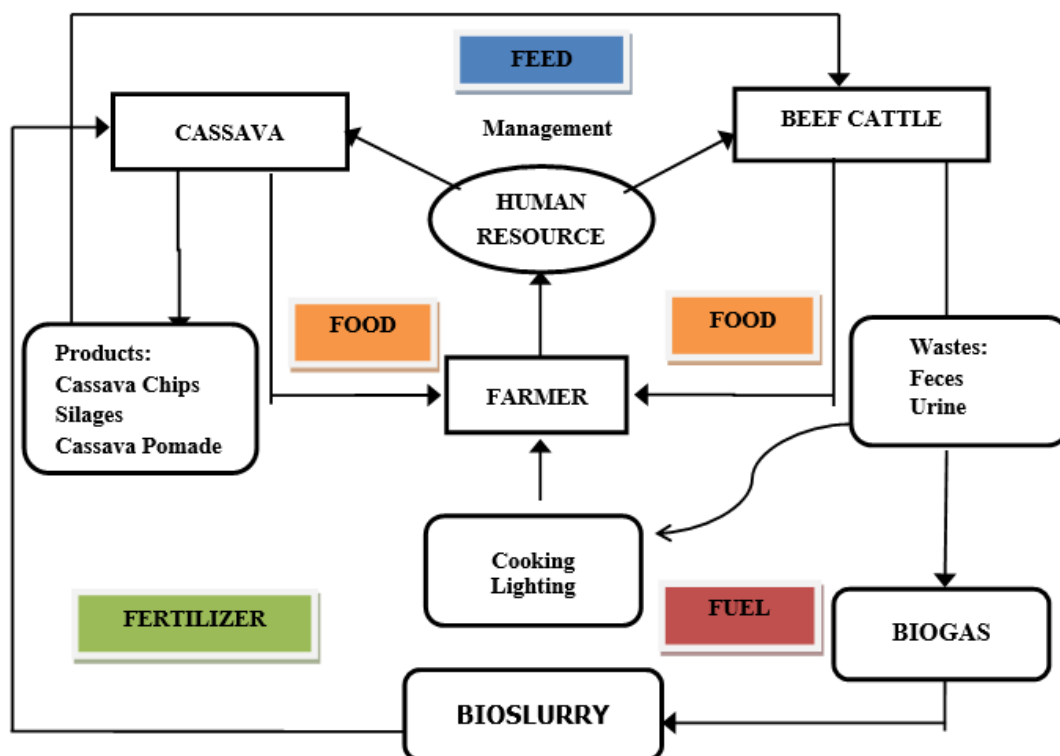 FEED
CASSAVA
Management
BEEF CATTLE
HUMAN
RESOURCE
FOOD
FOOD
Products:
Cassava Chips
Silages
Cassava Pomade
FARMER
Wastes:
Feces
Urine
Cooking
Lighting
FERTILIZER
FUEL
BIOGAS
BIOSLURRY